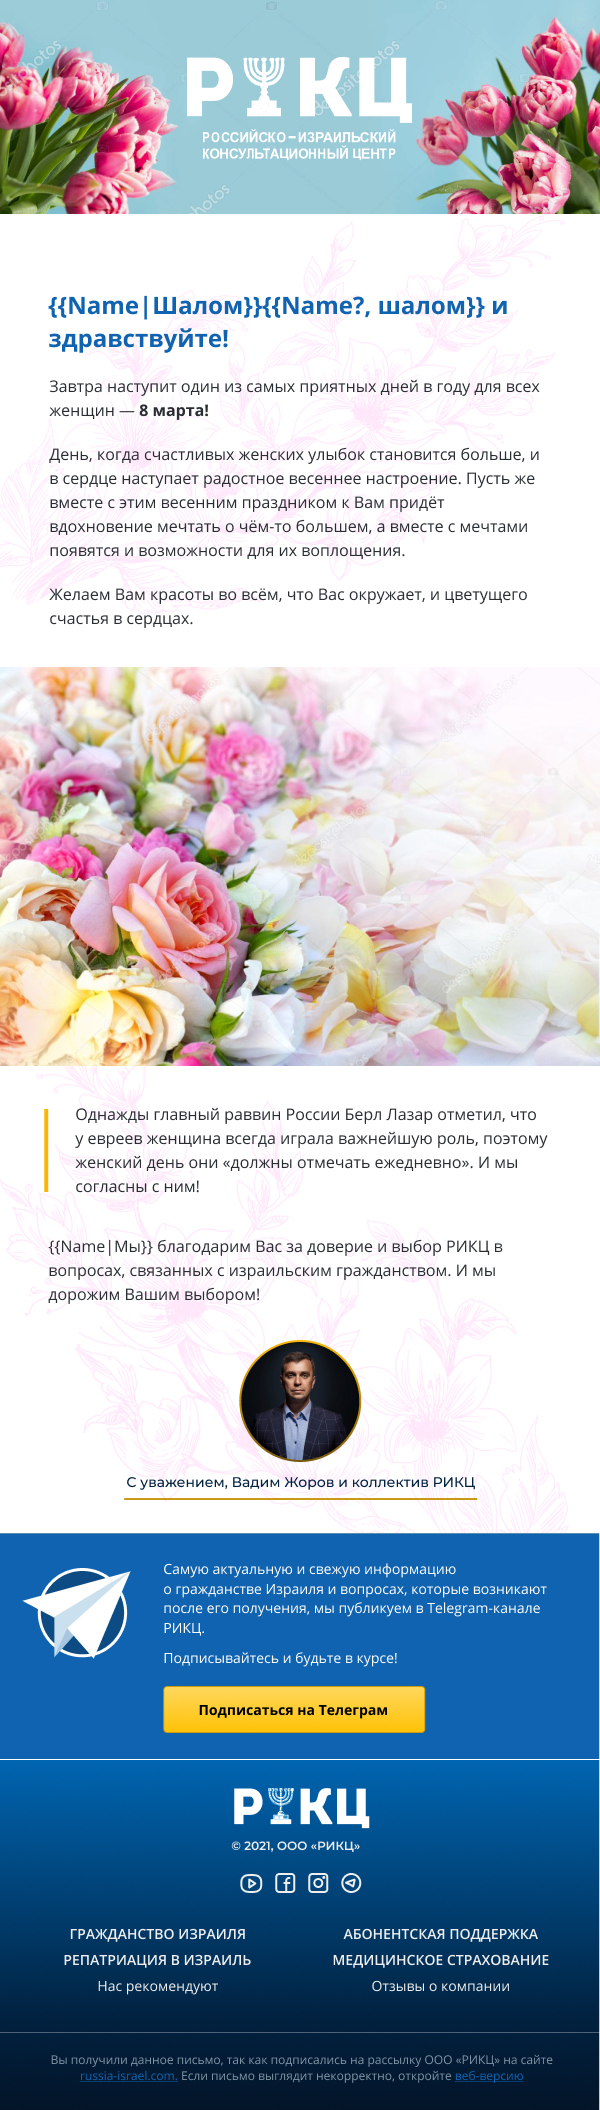 РИКЦ
РОССИЙСКО-ИЗРАИЛЬСКИЙ
КОНСУЛЬТАЦИОННЫЙ ЦЕНТР
{{Name|Шалом}}{{Name?, шалом}} и
здравствуйте!
Завтра наступит один из самых приятных дней в году для всех
женщин — 8 марта!
День, когда счастливых женских улыбок становится больше, и
в сердце наступает радостное весеннее настроение. Пусть же
вместе с этим весенним праздником к Вам придёт
вдохновение мечтать о чём-то большем, а вместе с мечтами
появятся и возможности для их воплощения.
Желаем Вам красоты во всём, что Вас окружает, и цветущего
счастья в сердцах.
Однажды главный раввин России Берл Лазар отметил, что
у евреев женщина всегда играла важнейшую роль, поэтому
женский день они «должны отмечать ежедневно». И мы
согласны с ним!
{{Name|Мы}} благодарим Вас за доверие и выбор РИКЦ в
вопросах, связанных с израильским гражданством. И мы
дорожим Вашим выбором!
С уважением, Вадим Жоров и коллектив РИКЦ
Самую актуальную и свежую информацию
о гражданстве Израиля и вопросах, которые возникают
после его получения, мы публикуем в Telegram-канале
РИКЦ.
Подписывайтесь и будьте в курсе!
Подписаться на Телеграм
РИКЦ
© 2021, ООО «РИКЦ»
ГРАЖДАНСТВО ИЗРАИЛЯ
АБОНЕНТСКАЯ ПОДДЕРЖКА
РЕПАТРИАЦИЯ В ИЗРАИЛЬ
МЕДИЦИНСКОЕ СТРАХОВАНИЕ
Нас рекомендуют
Отзывы о компании
Вы получили данное письмо, так как подписались на рассылку ООО «РИКЦ» на сайте
russia-israel.com. Если письмо выглядит некорректно, откройте веб-версию